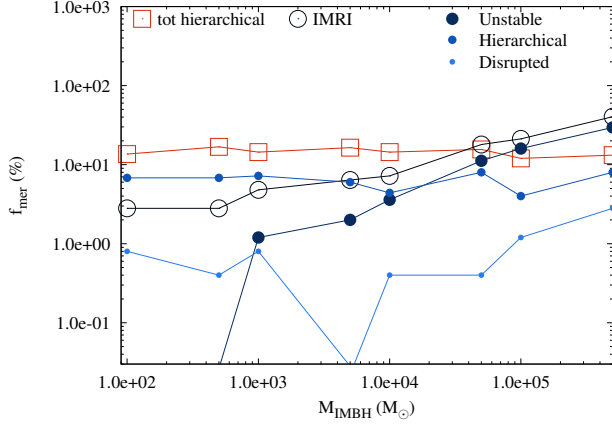 1.0e+03
tot hierarchical IMRI Unstable
Hierarchical
Disrupted
1.0e+02
1.0e+01
1.0e+00
1.0e-01
f_mer (%)
1.0e+02 1.0e+03 1.0e+04 1.0e+05
M_IMBH (M_⊙)